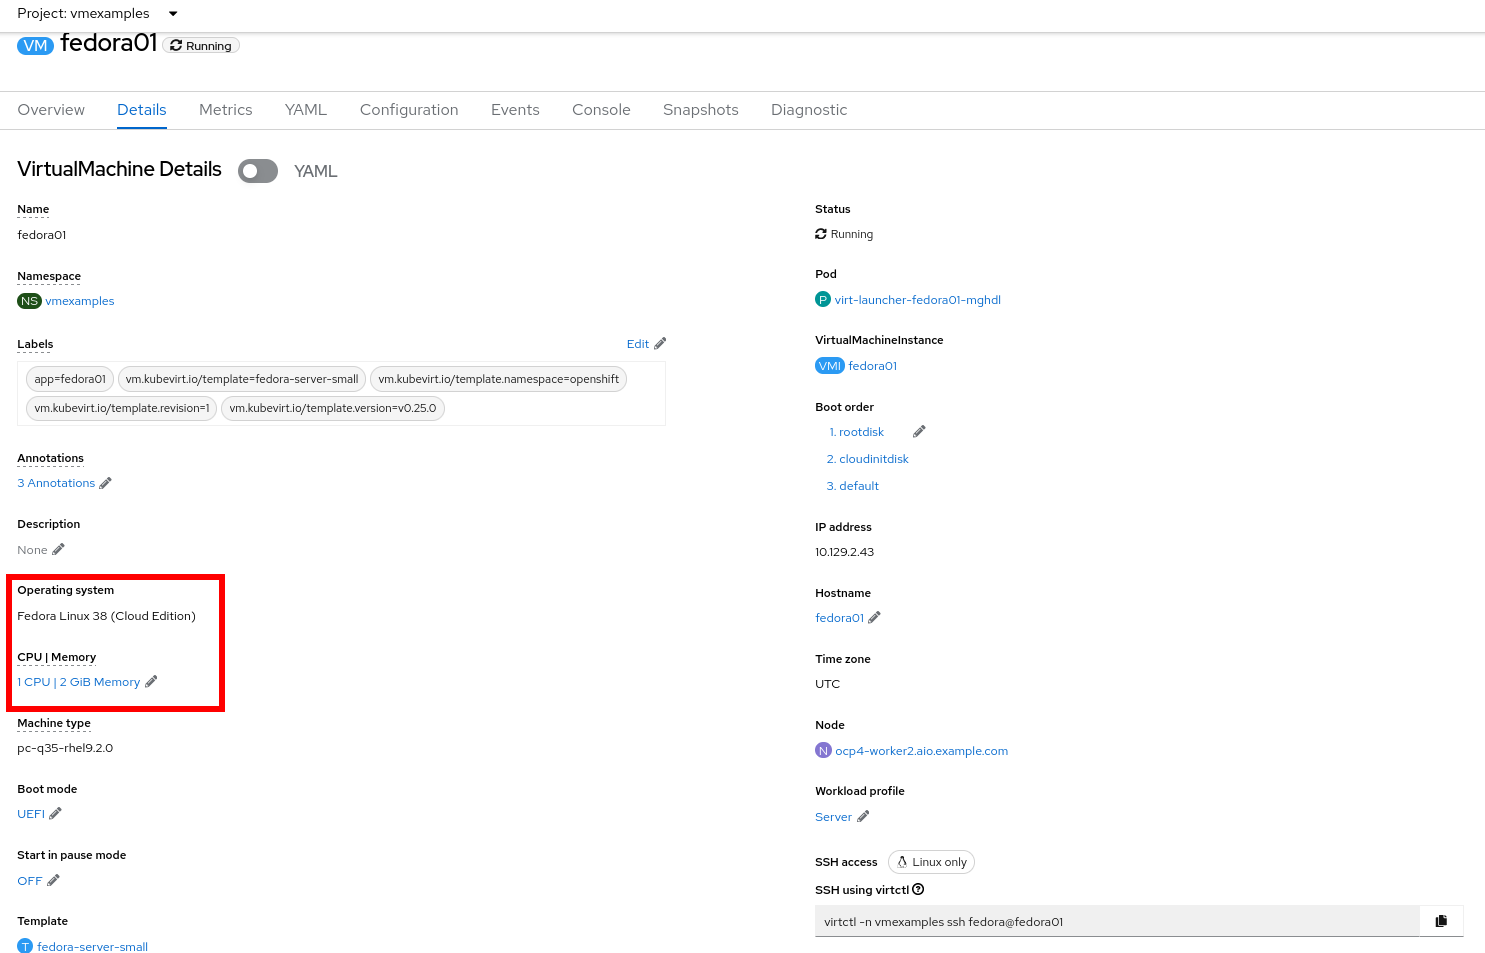 Project: vmexamples
VM fedora01 Running
Overview Details Metrics YAML Configuration Events Console Snapshots Diagnostic
VirtualMachine Details YAML
Name
fedora01
Namespace
NS vmexamples
Labels Edit
app=fedora01 vm.kubevirt.io/template=fedora-server-small vm.kubevirt.io/template.namespace=openshift
vm.kubevirt.io/template.revision=1 vm.kubevirt.io/template.version=v0.25.0
Annotations
3 Annotations
Description
None
Operating system
Fedora Linux 38 (Cloud Edition)
CPU | Memory
1 CPU | 2 GiB Memory
Machine type
pc-q35-rhel9.2.0
Boot mode
UEFI
Start in pause mode
OFF
Template
T fedora-server-small
Status
Running
Pod
P virt-launcher-fedora01-mghdl
VirtualMachineInstance
VMI fedora01
Boot order
1. rootdisk
2. cloudinitdisk
3. default
IP address
10.129.2.43
Hostname
fedora01
Time zone
UTC
Node
N ocp4-worker2.aio.example.com
Workload profile
Server
SSH access Linux only
SSH using virtctl
virtctl -n vmexamples ssh fedora@fedora01